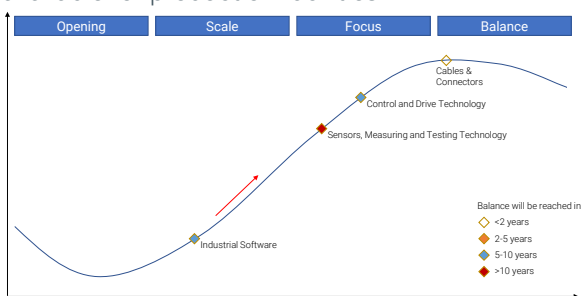 Opening
Scale
Focus
Balance
Cables &
Connectors
Control and Drive Technology
Sensors, Measuring and Testing Technology
Industrial Software
Balance will be reached in
<2 years
2-5 years
5-10 years
>10 years